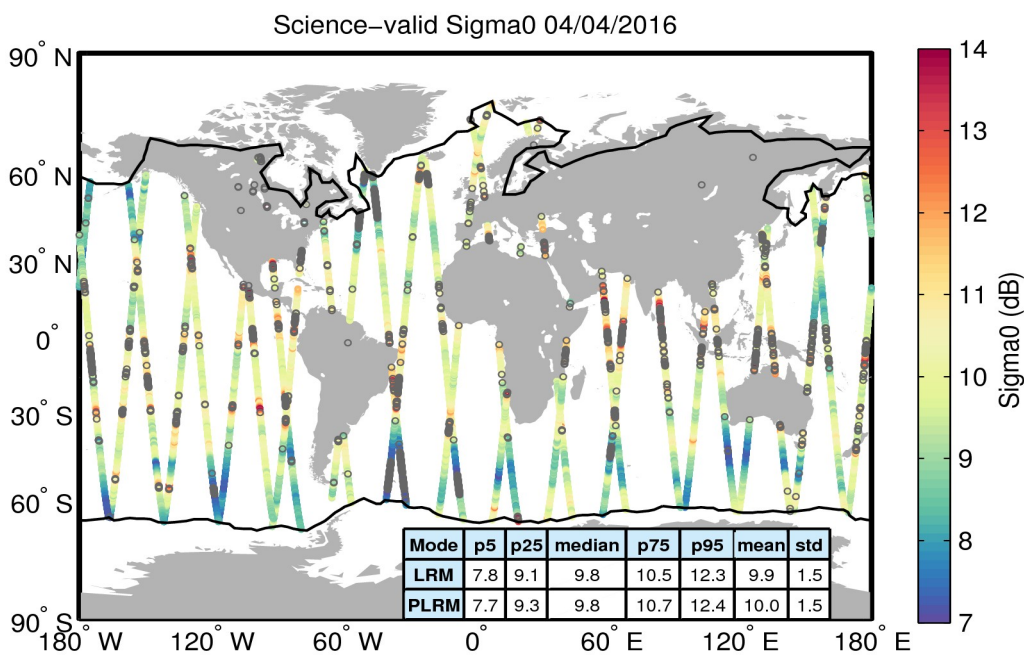 Science−valid Sigma0 04/04/2016
90° N
60° N
30° N
0°
30° S
60° S
90° S
180° W
120° W
60° W
0°
60° E
120° E
180° E
14
13
12
11
10
9
8
7
Sigma0 (dB)
Mode p5 p25 median p75 p95 mean std
LRM 7.8 9.1 9.8 10.5 12.3 9.9 1.5
PLRM 7.7 9.3 9.8 10.7 12.4 10.0 1.5